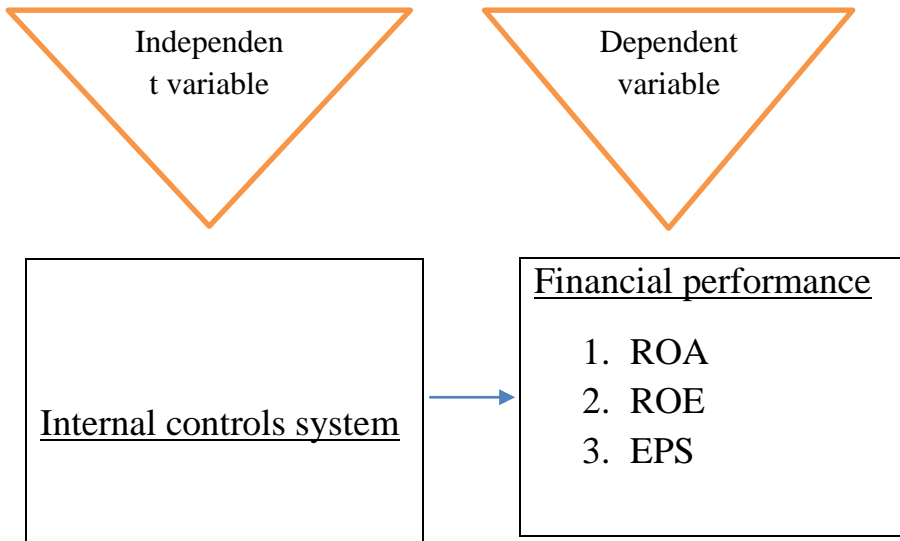 Independen
t variable
Dependent
variable
Internal controls system
Financial performance
1. ROA
2. ROE
3. EPS